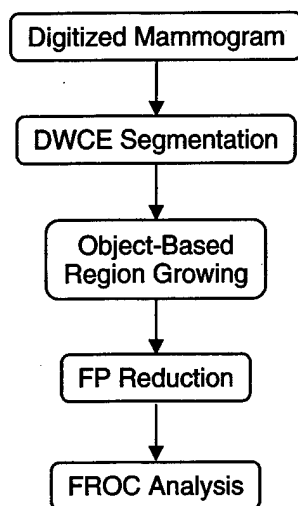 Digitized Mammogram
DWCE Segmentation
Object-Based
Region Growing
FP Reduction
FROC Analysis